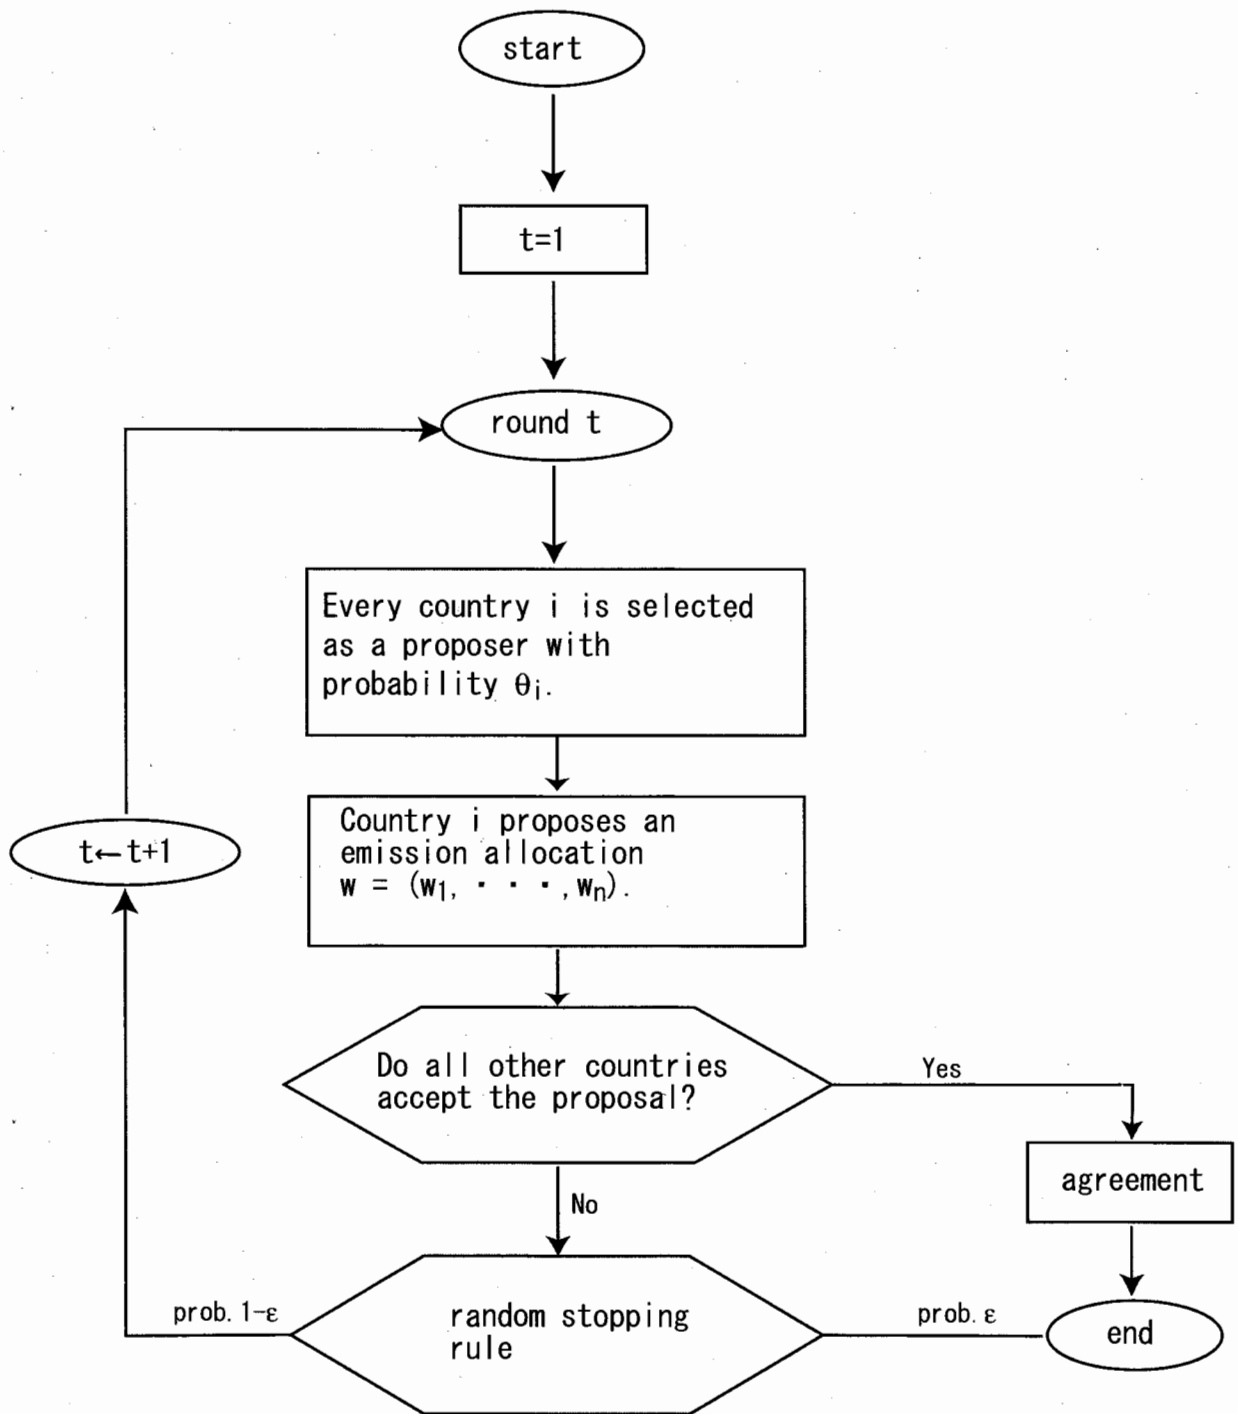 start
t=1
round t
Every country i is selected
as a proposer with
probability θi.
Country i proposes an
emission allocation
w = (w1, · · · , wn).
t←t+1
Do all other countries
accept the proposal?
Yes
agreement
No
prob. 1-ε
random stopping
rule
prob. ε
end